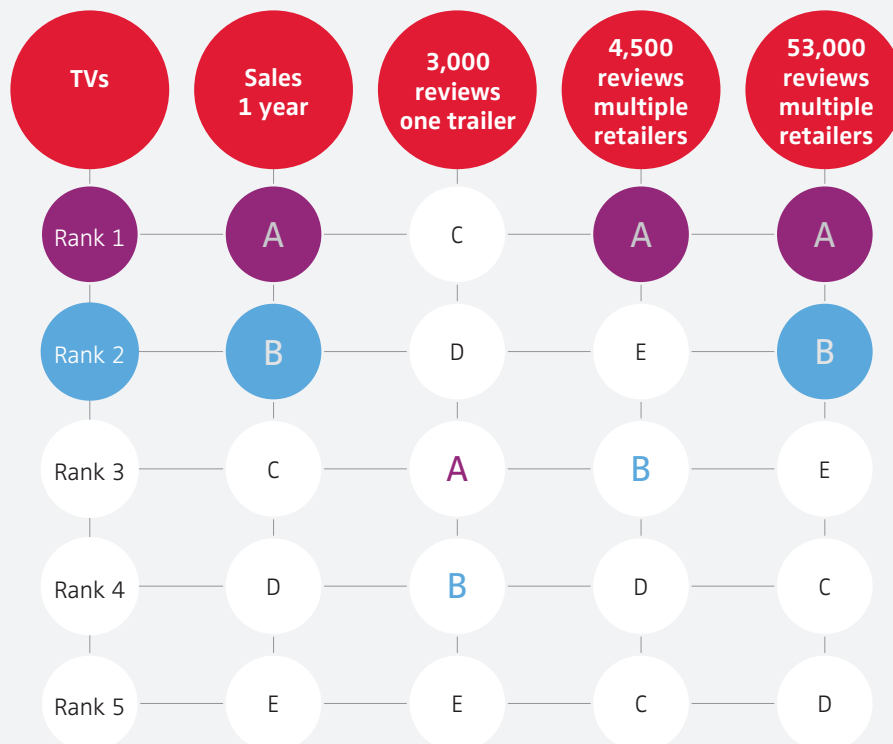 TVs
Sales
1 year
3,000
reviews
one trailer
4,500
reviews
multiple
retailers
53,000
reviews
multiple
retailers
Rank 1
A
C
A
A
Rank 2
B
D
E
B
Rank 3
C
A
B
E
Rank 4
D
B
D
C
Rank 5
E
E
C
D